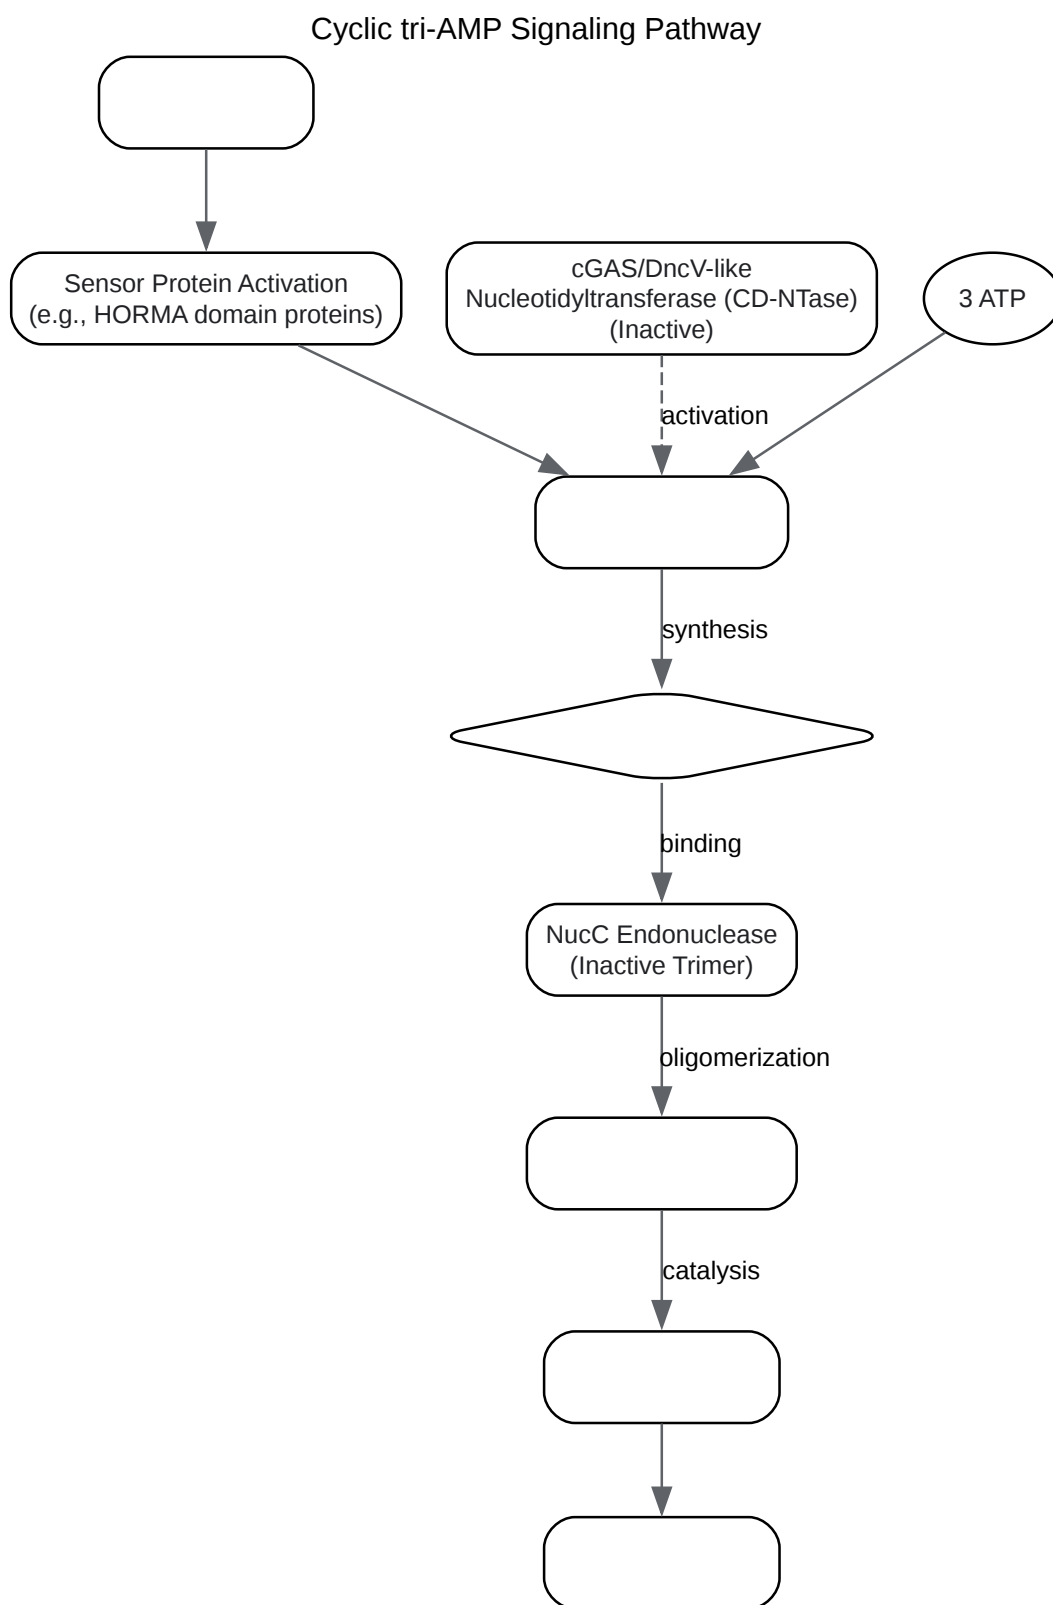 Cyclic tri-AMP Signaling Pathway
Sensor Protein Activation
(e.g., HORMA domain proteins)
cGAS/DncV-like
Nucleotidyltransferase (CD-NTase)
(Inactive)
3 ATP
activation
synthesis
binding
NucC Endonuclease
(Inactive Trimer)
oligomerization
catalysis